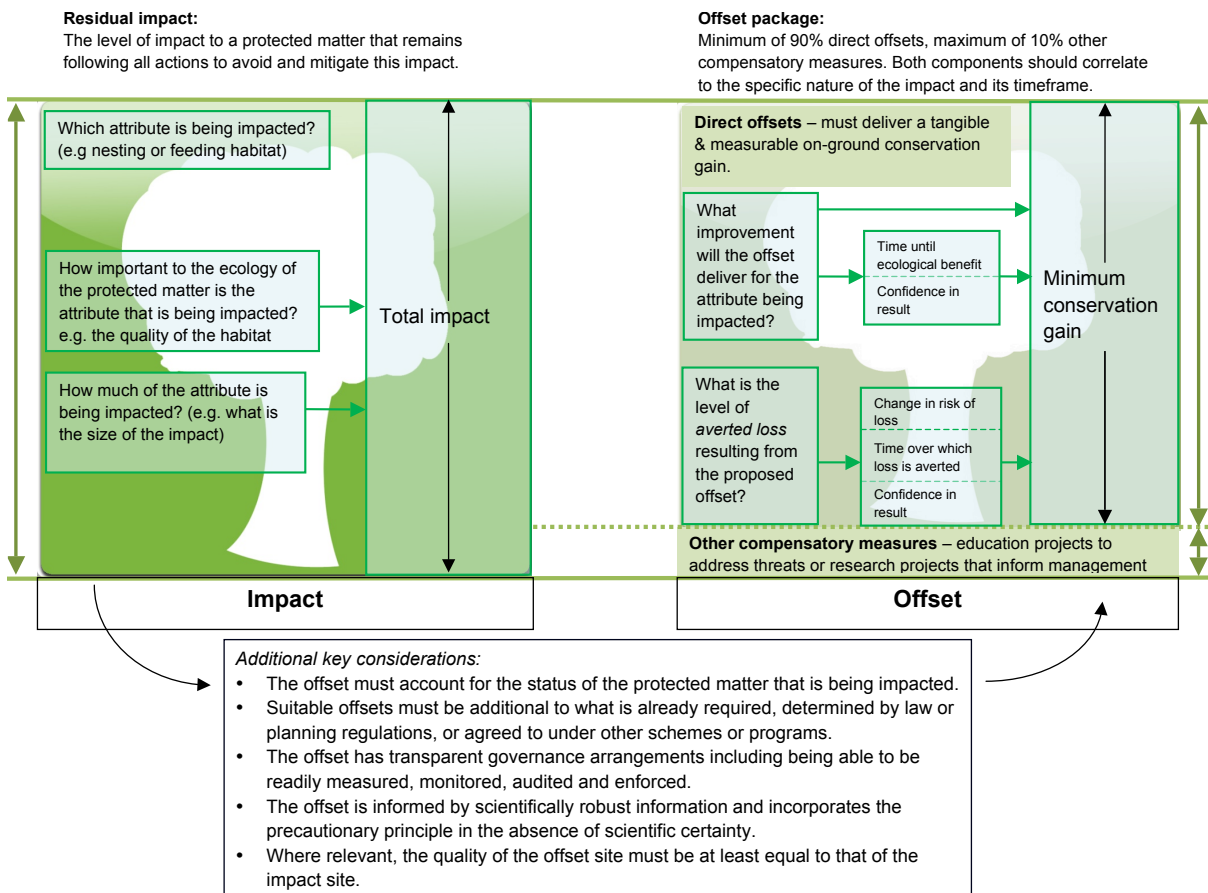 Residual impact:
The level of impact to a protected matter that remains
following all actions to avoid and mitigate this impact.
Offset package:
Minimum of 90% direct offsets, maximum of 10% other
compensatory measures. Both components should correlate
to the specific nature of the impact and its timeframe.
Which attribute is being impacted?
(e.g nesting or feeding habitat)
How important to the ecology of
the protected matter is the
attribute that is being impacted?
e.g. the quality of the habitat
How much of the attribute is
being impacted? (e.g. what is
the size of the impact)
Total impact
Direct offsets – must deliver a tangible
& measurable on-ground conservation
gain.
What
improvement
will the offset
deliver for the
attribute being
impacted?
Time until
ecological benefit
Confidence in
result
What is the
level of
averted loss
resulting from
the proposed
offset?
Change in risk of
loss
Time over which
loss is averted
Confidence in
result
Minimum
conservation
gain
Other compensatory measures – education projects to
address threats or research projects that inform management
Impact
Offset
Additional key considerations:
• The offset must account for the status of the protected matter that is being impacted.
• Suitable offsets must be additional to what is already required, determined by law or
planning regulations, or agreed to under other schemes or programs.
• The offset has transparent governance arrangements including being able to be
readily measured, monitored, audited and enforced.
• The offset is informed by scientifically robust information and incorporates the
precautionary principle in the absence of scientific certainty.
• Where relevant, the quality of the offset site must be at least equal to that of the
impact site.